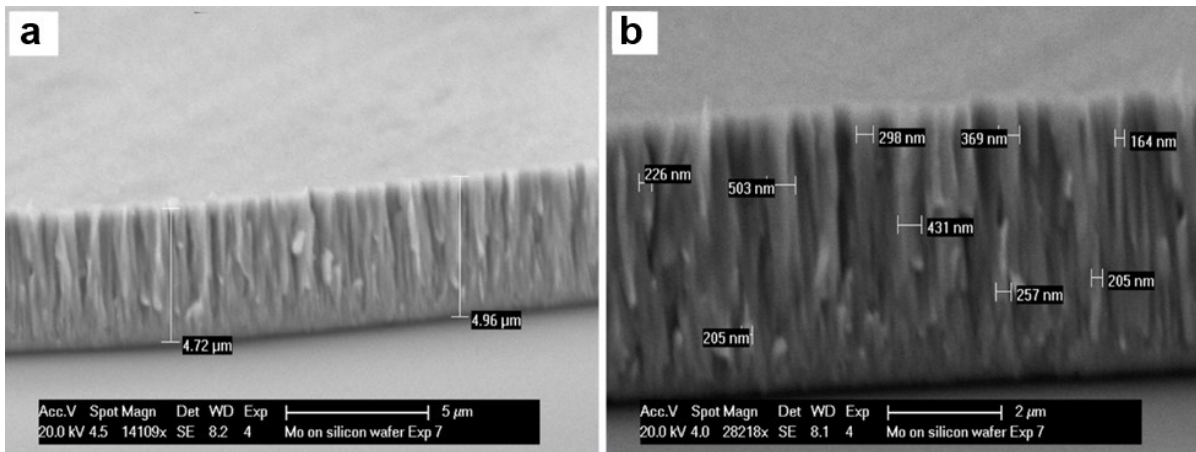 a
4.72 µm
4.96 µm
Acc.V Spot Magn Det WD Exp 5 µm
20.0 kV 4.5 14109x SE 8.2 4 Mo on silicon wafer Exp 7
b
298 nm
369 nm
164 nm
226 nm
503 nm
431 nm
205 nm
257 nm
205 nm
Acc.V Spot Magn Det WD Exp 2 µm
20.0 kV 4.0 28218x SE 8.1 4 Mo on silicon wafer Exp 7